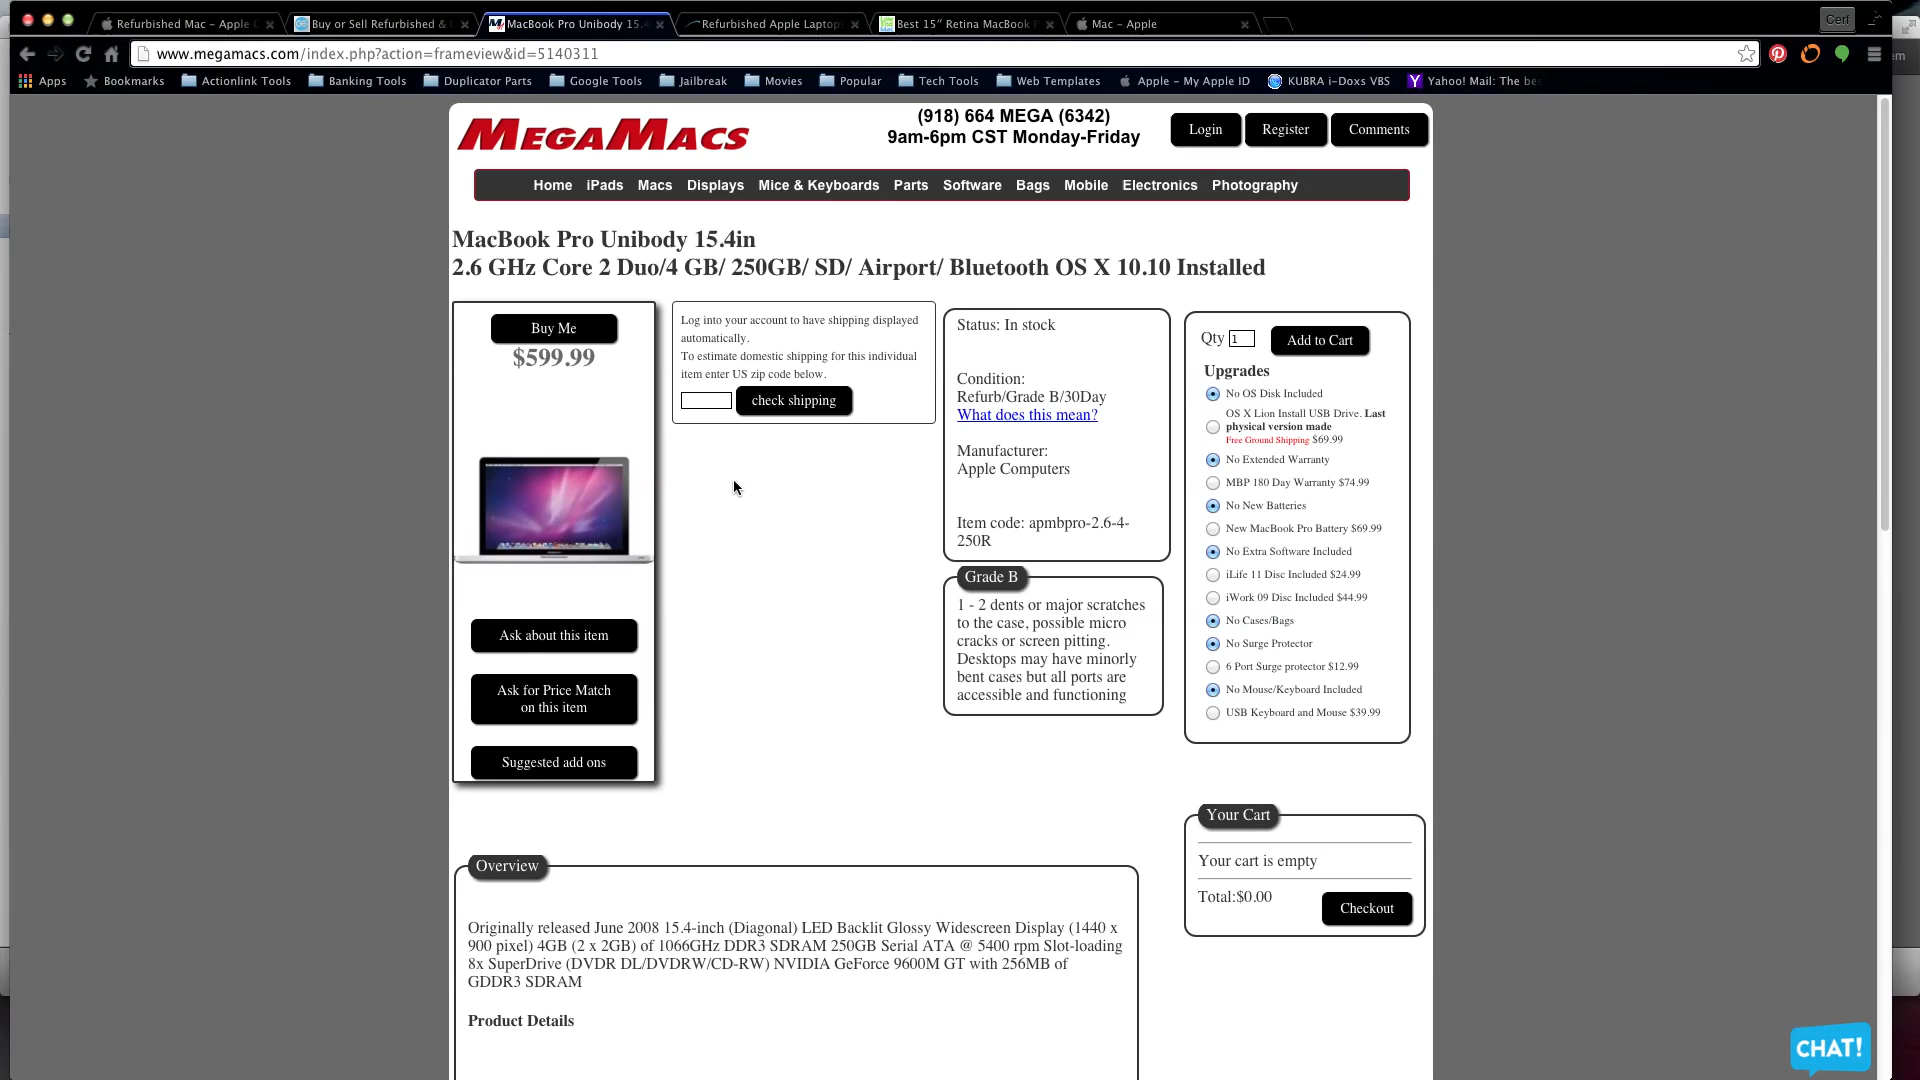 Refurbished Mac - Apple
Buy or Sell Refurbished &
MacBook Pro Unibody 15.4
Refurbished Apple Laptop
Best 15" Retina MacBook
Mac - Apple
Cerf
www.megamacs.com/index.php?action=frameview&id=5140311
Apps
Bookmarks
Actionlink Tools
Banking Tools
Duplicator Parts
Google Tools
Jailbreak
Movies
Popular
Tech Tools
Web Templates
Apple - My Apple ID
KUBRA i-Doxs VBS
Yahoo! Mail: The be
MEGAMACS
(918) 664 MEGA (6342)
9am-6pm CST Monday-Friday
Login
Register
Comments
Home iPads Macs Displays Mice & Keyboards Parts Software Bags Mobile Electronics Photography
MacBook Pro Unibody 15.4in
2.6 GHz Core 2 Duo/4 GB/ 250GB/ SD/ Airport/ Bluetooth OS X 10.10 Installed
Buy Me
$599.99
Ask about this item
Ask for Price Match
on this item
Suggested add ons
Log into your account to have shipping displayed
automatically.
To estimate domestic shipping for this individual
item enter US zip code below.
check shipping
Status: In stock
Condition:
Refurb/Grade B/30Day
What does this mean?
Manufacturer:
Apple Computers
Item code: apmbpro-2.6-4-
250R
Grade B
1 - 2 dents or major scratches
to the case, possible micro
cracks or screen pitting.
Desktops may have minorly
bent cases but all ports are
accessible and functioning
Qty 1
Add to Cart
Upgrades
No OS Disk Included
OS X Lion Install USB Drive. Last
physical version made
Free Ground Shipping $69.99
No Extended Warranty
MBP 180 Day Warranty $74.99
No New Batteries
New MacBook Pro Battery $69.99
No Extra Software Included
iLife 11 Disc Included $24.99
iWork 09 Disc Included $44.99
No Cases/Bags
No Surge Protector
6 Port Surge protector $12.99
No Mouse/Keyboard Included
USB Keyboard and Mouse $39.99
Your Cart
Your cart is empty
Total:$0.00
Checkout
Overview
Originally released June 2008 15.4-inch (Diagonal) LED Backlit Glossy Widescreen Display (1440 x
900 pixel) 4GB (2 x 2GB) of 1066GHz DDR3 SDRAM 250GB Serial ATA @ 5400 rpm Slot-loading
8x SuperDrive (DVDR DL/DVDRW/CD-RW) NVIDIA GeForce 9600M GT with 256MB of
GDDR3 SDRAM
Product Details
CHAT!